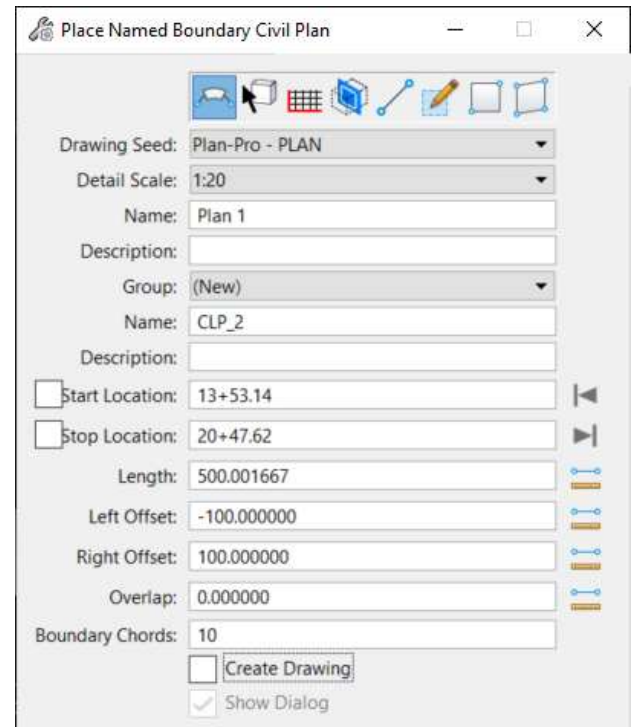 Place Named Boundary Civil Plan
Drawing Seed: Plan-Pro - PLAN
Detail Scale: 1:20
Name: Plan 1
Description:
Group: (New)
Name: CLP_2
Description:
Start Location: 13+53.14
Stop Location: 20+47.62
Length: 500.001667
Left Offset: -100.000000
Right Offset: 100.000000
Overlap: 0.000000
Boundary Chords: 10
Create Drawing
Show Dialog